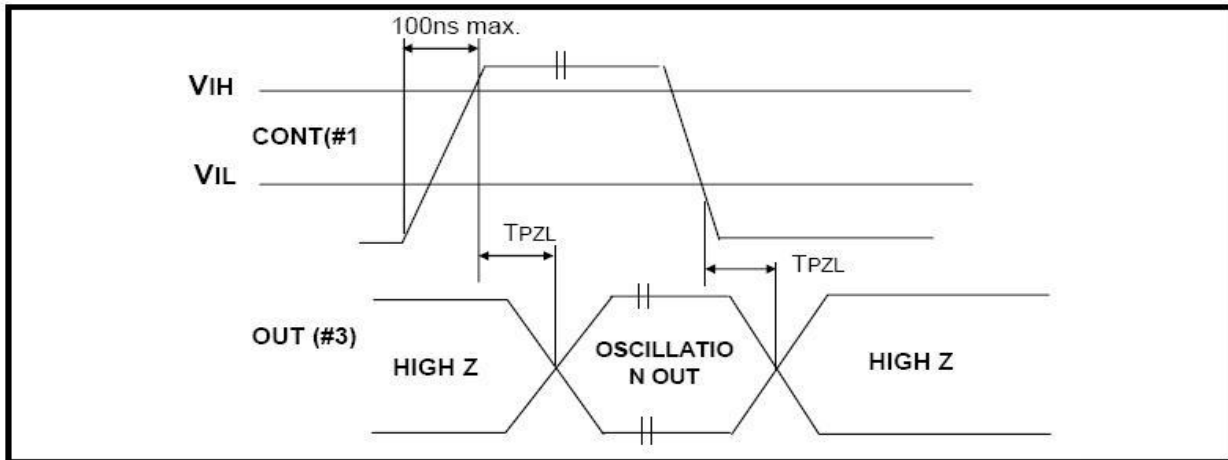 100ns max.
VIH
CONT(#1
VIL
TPZL
TPZL
OUT (#3)
HIGH Z
OSCILLATIO
N OUT
HIGH Z